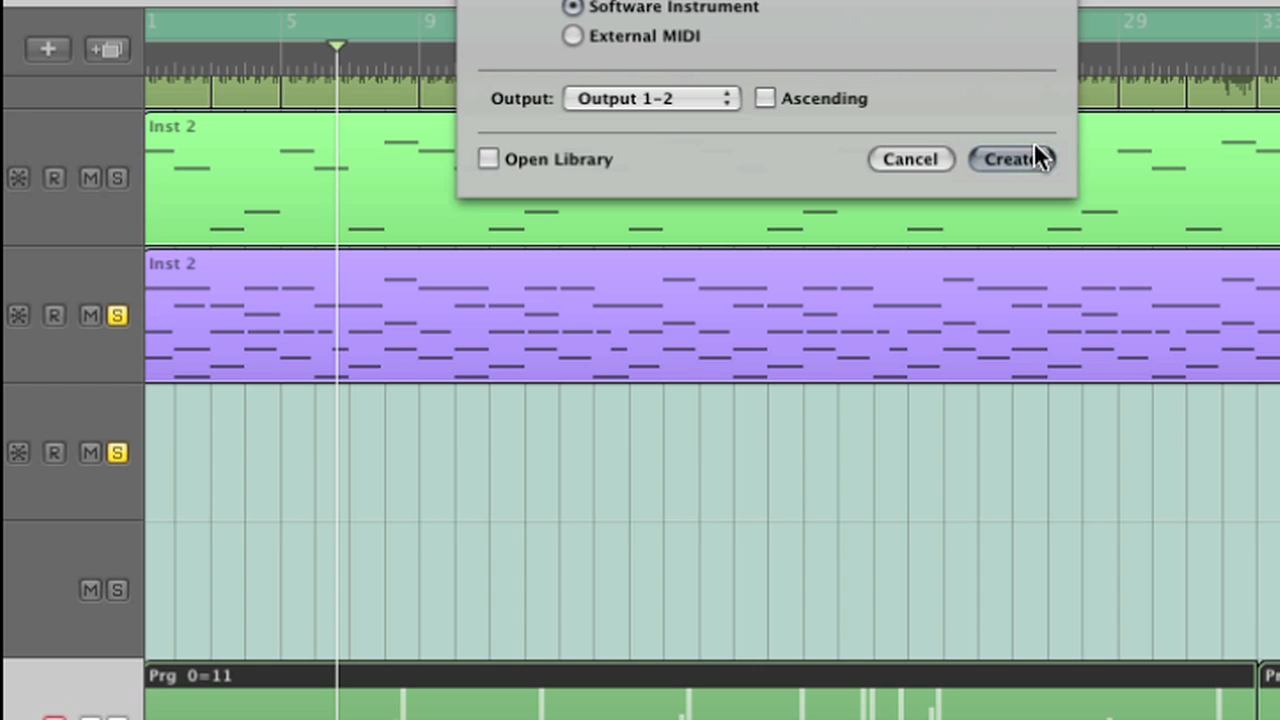 Software Instrument
1 5 9 29
External MIDI
Output: Output 1-2 Ascending
Inst 2
Open Library Cancel
R M S
Inst 2
R M S
R M S
M S
Prg 0=11